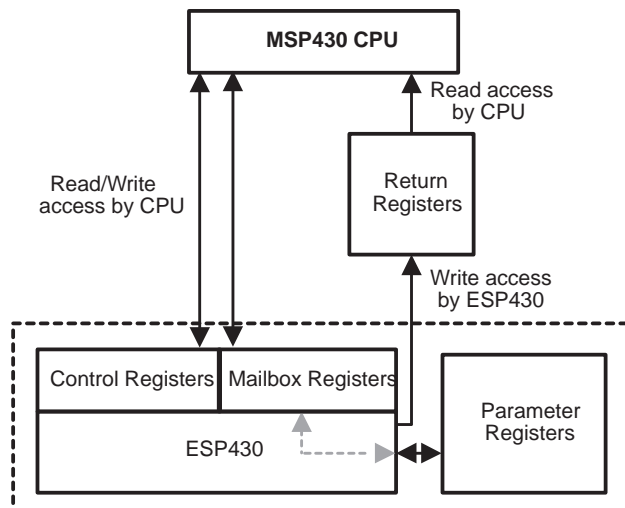 MSP430 CPU
Read access
by CPU
Read/Write
access by CPU
Return
Registers
Write access
by ESP430
Control Registers
Mailbox Registers
Parameter
Registers
ESP430